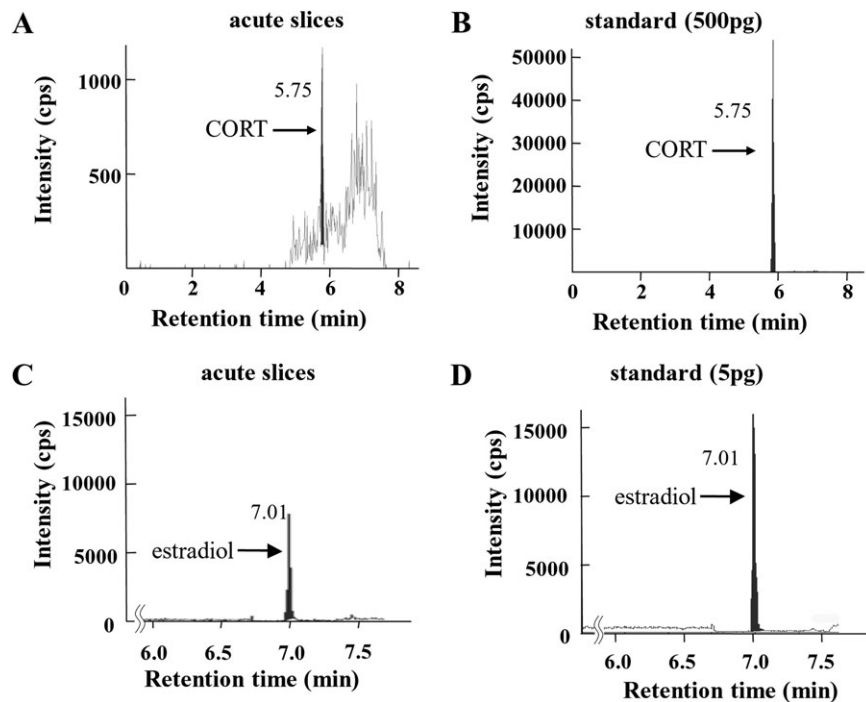 A
acute slices
Intensity (cps)
1000
500
5.75
CORT
0 2 4 6 8
Retention time (min)
B
standard (500pg)
Intensity (cps)
50000
40000
30000
20000
10000
5.75
CORT
0 2 4 6 8
Retention time (min)
C
acute slices
Intensity (cps)
15000
10000
5000
0
7.01
estradiol
6.0 6.5 7.0 7.5
Retention time (min)
D
standard (5pg)
Intensity (cps)
15000
10000
5000
0
7.01
estradiol
6.0 6.5 7.0 7.5
Retention time (min)